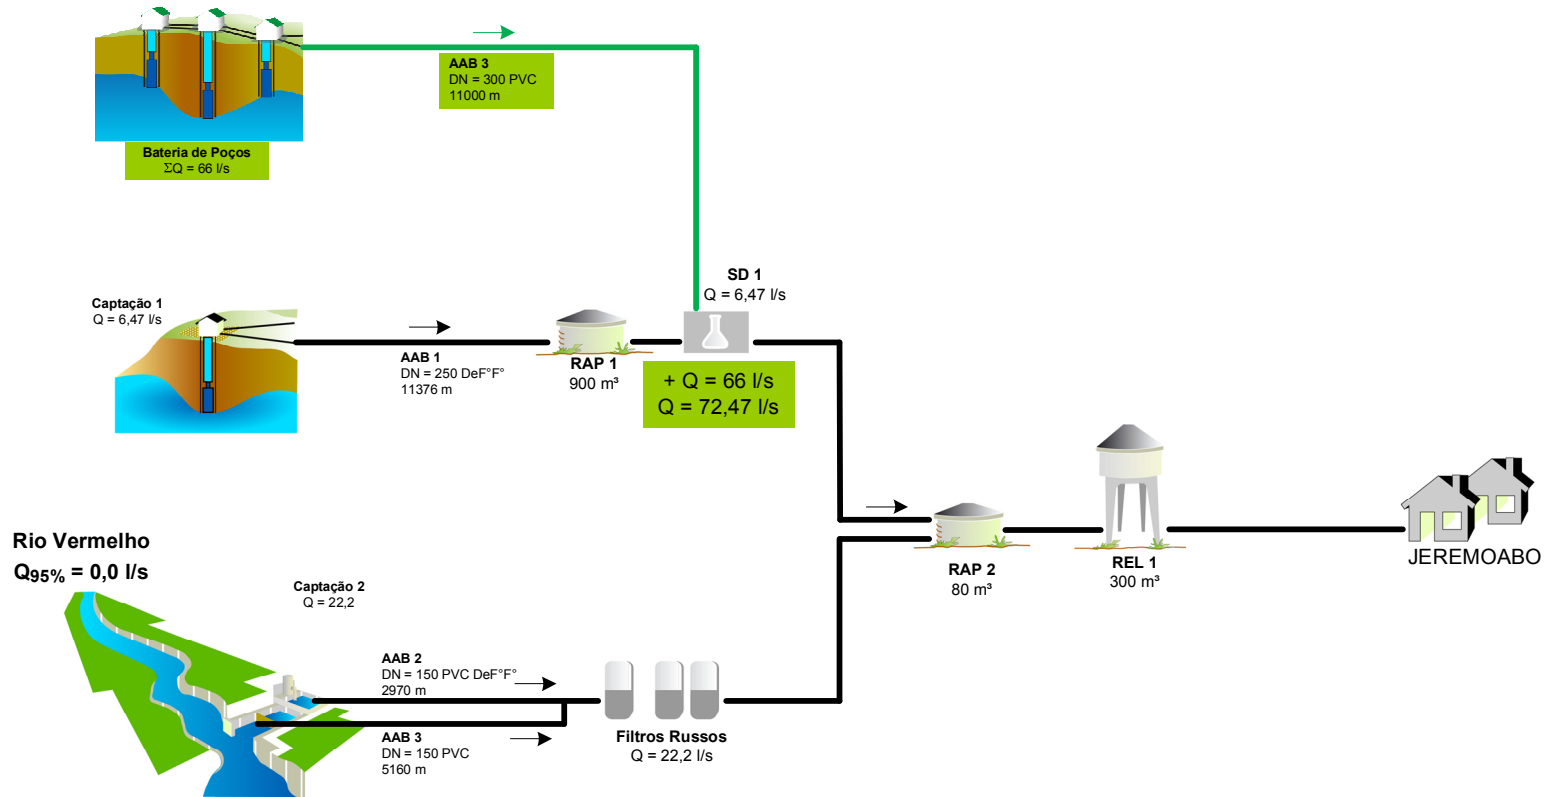 AAB 3
DN = 300 PVC
11000 m
Bateria de Poços
ΣQ = 66 l/s
SD 1
Q = 6,47 l/s
Captação 1
Q = 6,47 l/s
AAB 1
DN = 250 DeF°F°
11376 m
RAP 1
900 m³
+ Q = 66 l/s
Q = 72,47 l/s
Rio Vermelho
Q95% = 0,0 l/s
Captação 2
Q = 22,2
AAB 2
DN = 150 PVC DeF°F°
2970 m
AAB 3
DN = 150 PVC
5160 m
Filtros Russos
Q = 22,2 l/s
RAP 2
80 m³
REL 1
300 m³
JEREMOABO